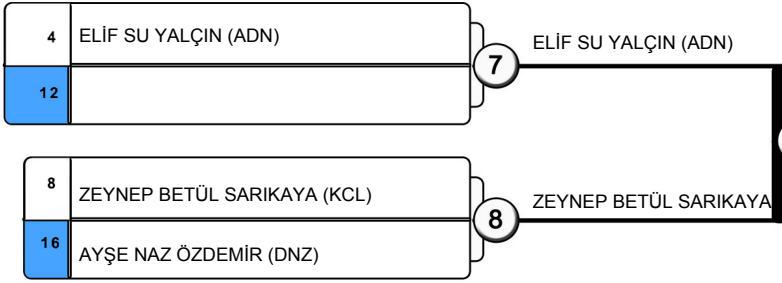 4 ELİF SU YALÇIN (ADN)
7 ELİF SU YALÇIN (ADN)
12
8 ZEYNEP BETÜL SARIKAYA (KCL)
8 ZEYNEP BETÜL SARIKAYA
16 AYŞE NAZ ÖZDEMİR (DNZ)